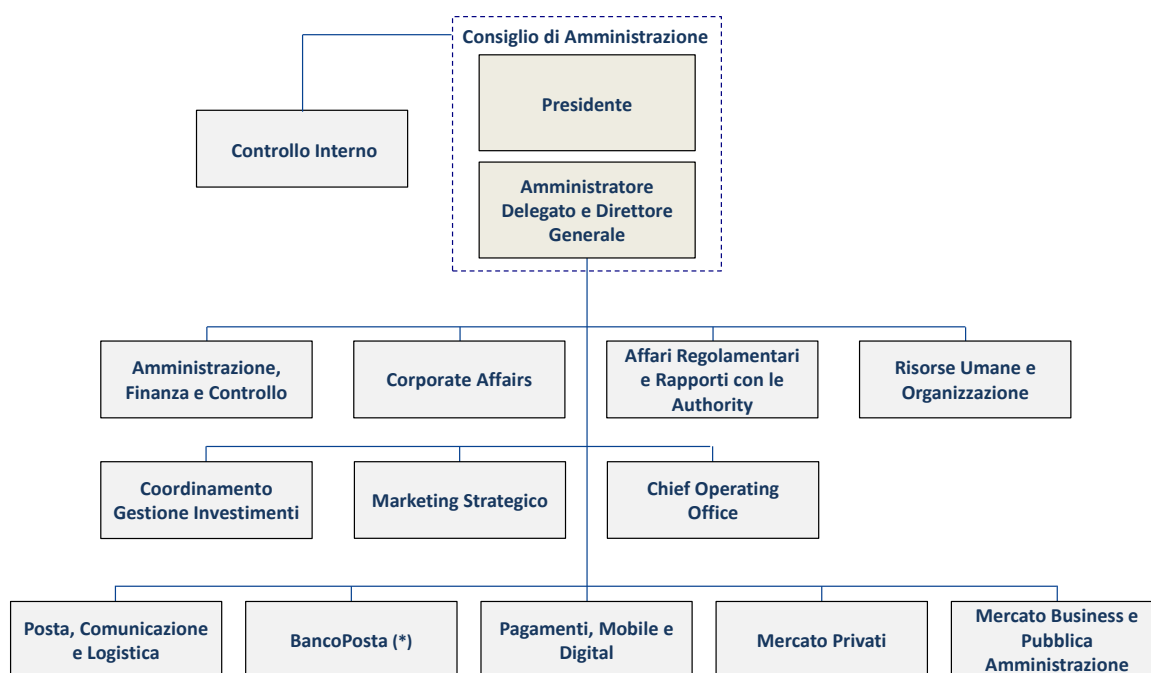 Consiglio di Amministrazione
Presidente
Controllo Interno
Amministratore
Delegato e Direttore
Generale
Amministrazione,
Finanza e Controllo
Corporate Affairs
Affari Regolamentari
e Rapporti con le
Authority
Risorse Umane e
Organizzazione
Coordinamento
Gestione Investimenti
Marketing Strategico
Chief Operating
Office
Posta, Comunicazione
e Logistica
BancoPosta (*)
Pagamenti, Mobile e
Digital
Mercato Privati
Mercato Business e
Pubblica
Amministrazione